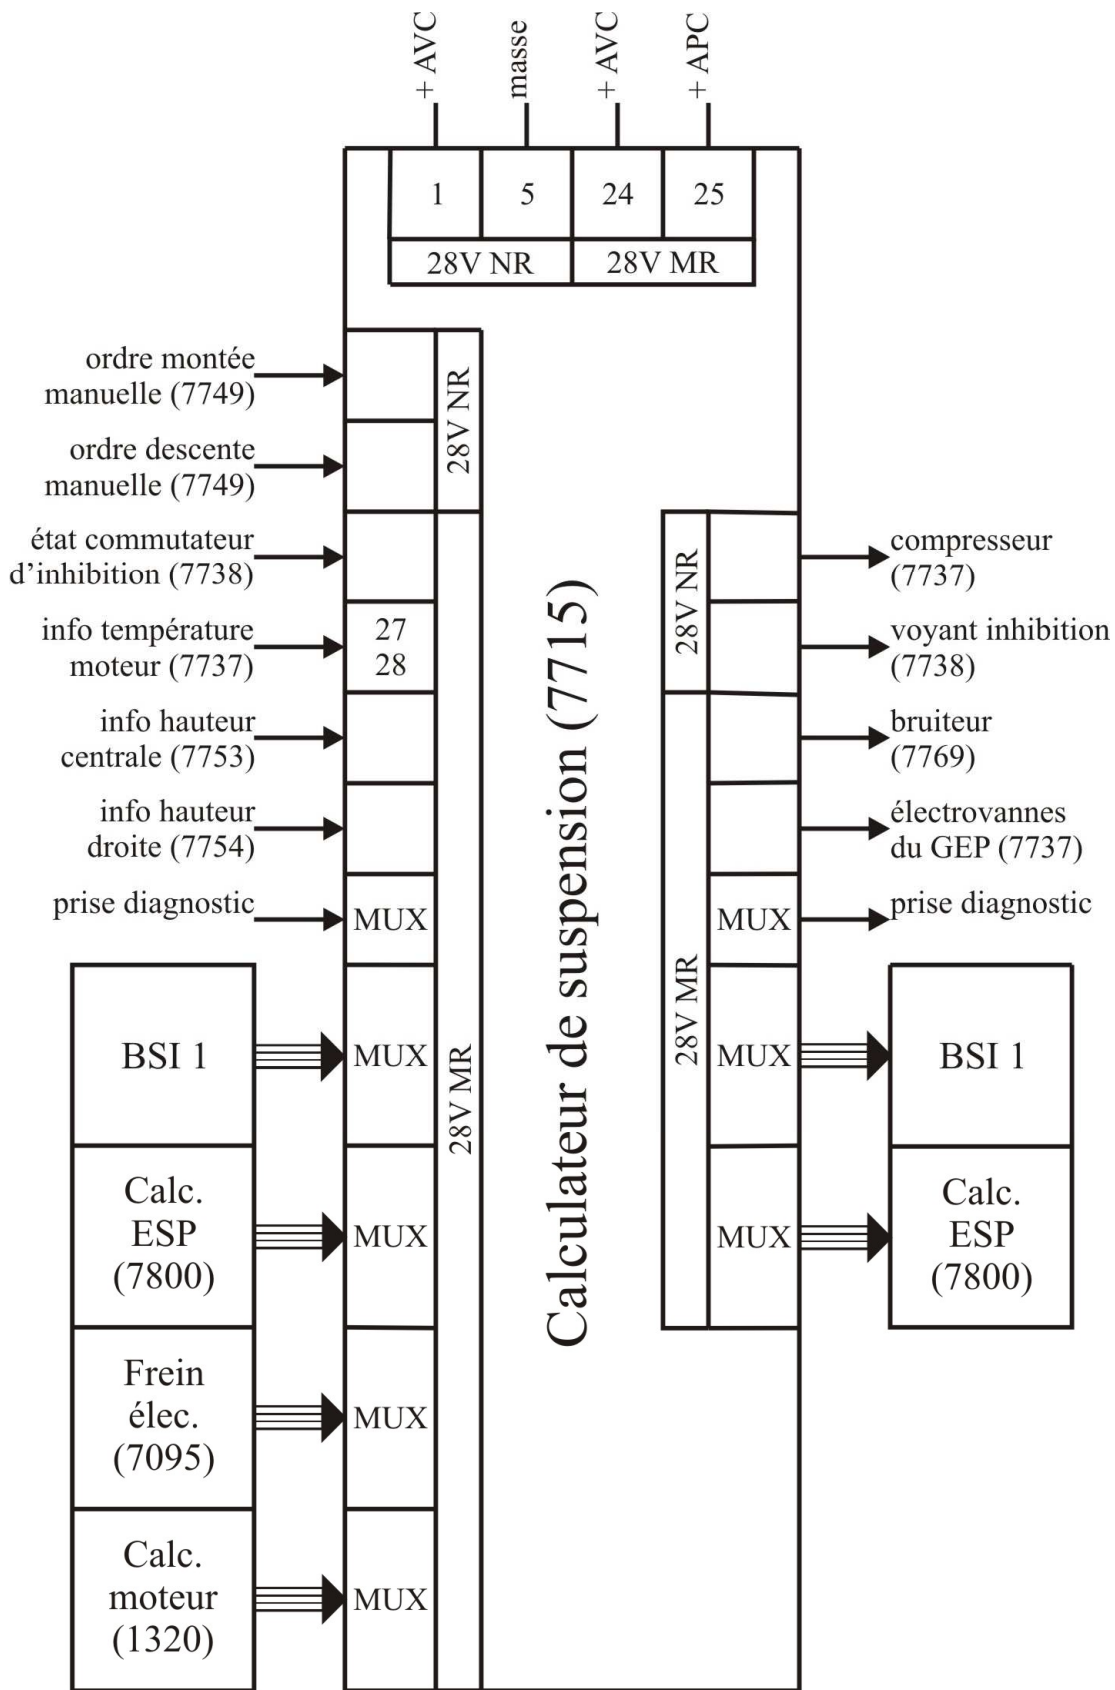 + AVC
masse
+ AVC
+ APC
1
5
24
25
28V NR
28V MR
ordre montée
manuelle (7749)
ordre descente
manuelle (7749)
28V NR
état commutateur
d’inhibition (7738)
info température
moteur (7737)
27
28
info hauteur
centrale (7753)
info hauteur
droite (7754)
prise diagnostic
MUX
BSI 1
MUX
28V MR
Calc.
ESP
(7800)
MUX
Frein
élec.
(7095)
MUX
Calc.
moteur
(1320)
MUX
Calculateur de suspension (7715)
28V NR
compresseur
(7737)
voyant inhibition
(7738)
28V MR
bruiteur
(7769)
électrovannes
du GEP (7737)
MUX
prise diagnostic
MUX
BSI 1
MUX
Calc.
ESP
(7800)